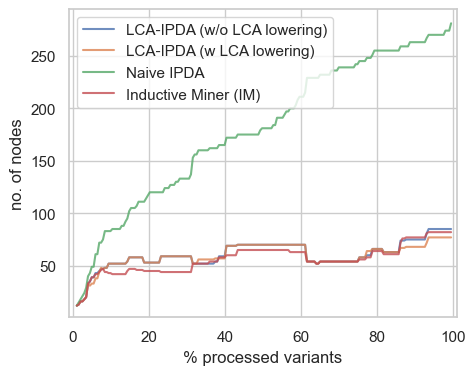 LCA-IPDA (w/o LCA lowering)
LCA-IPDA (w LCA lowering)
Naive IPDA
Inductive Miner (IM)
no. of nodes
250
200
150
100
50
0
20
40
60
80
100
% processed variants